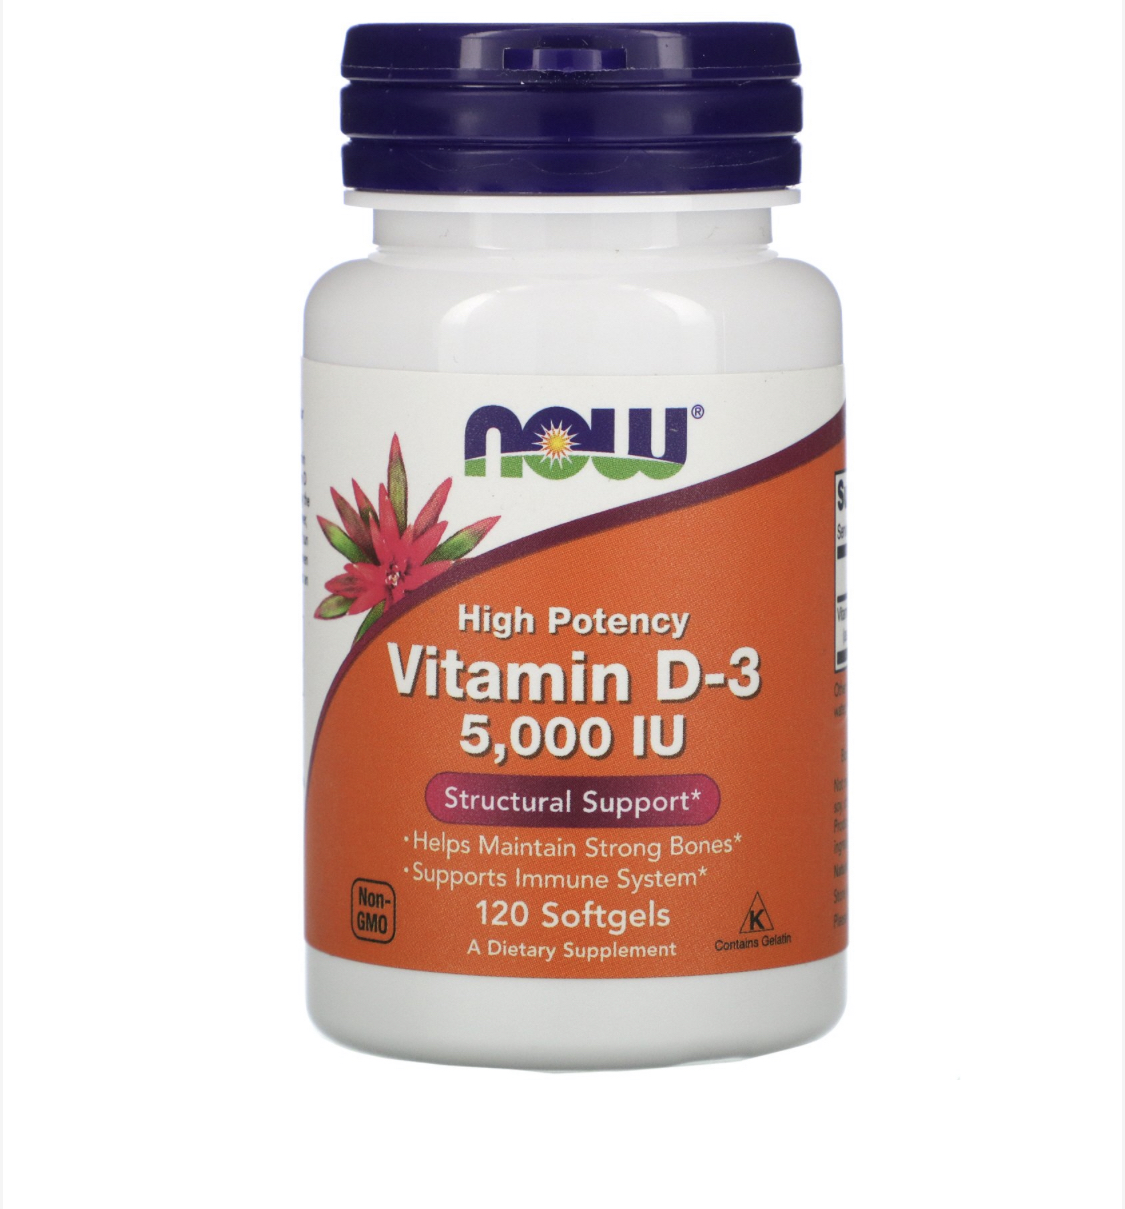 now®
High Potency
Vitamin D-3
5,000 IU
Structural Support*
•Helps Maintain Strong Bones*
•Supports Immune System*
Non-
GMO
120 Softgels
A Dietary Supplement
K
Contains Gelatin